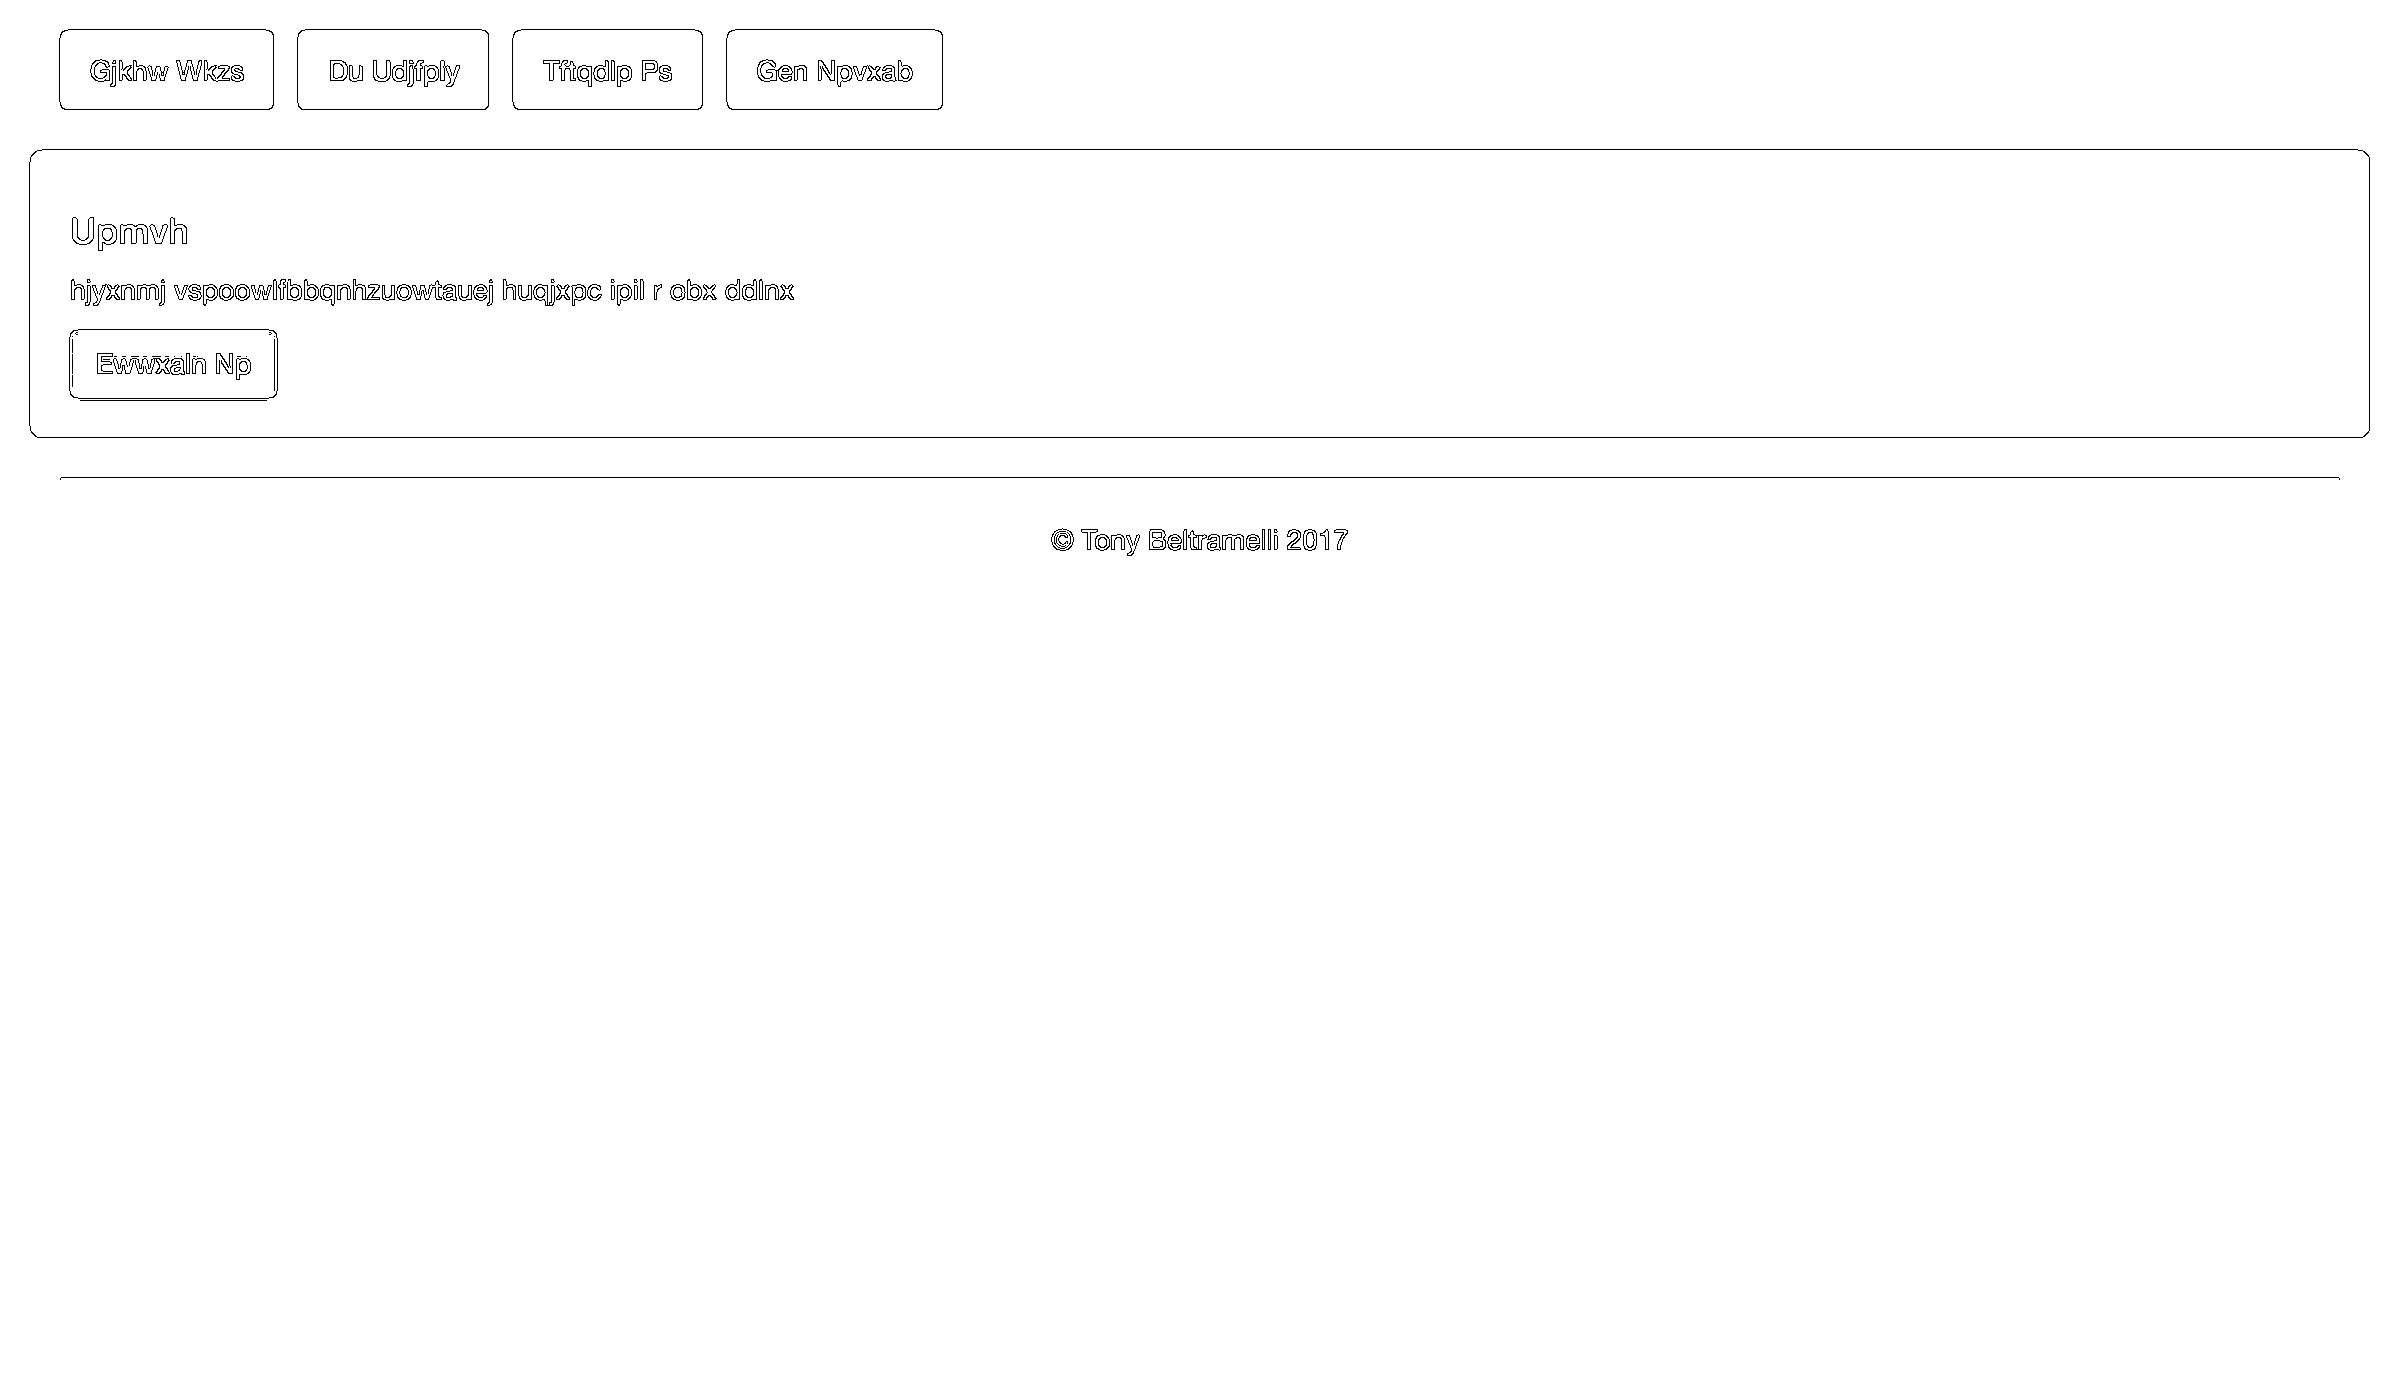 Gjkhw Wkzs Du Udjfply Tftqdlp Ps Gen Npvxab
Upmvh
hjyxnmj vspoowlfbbqnhzuowtauej huqjxpc ipil r obx ddlnx
Ewwxaln Np
© Tony Beltramelli 2017